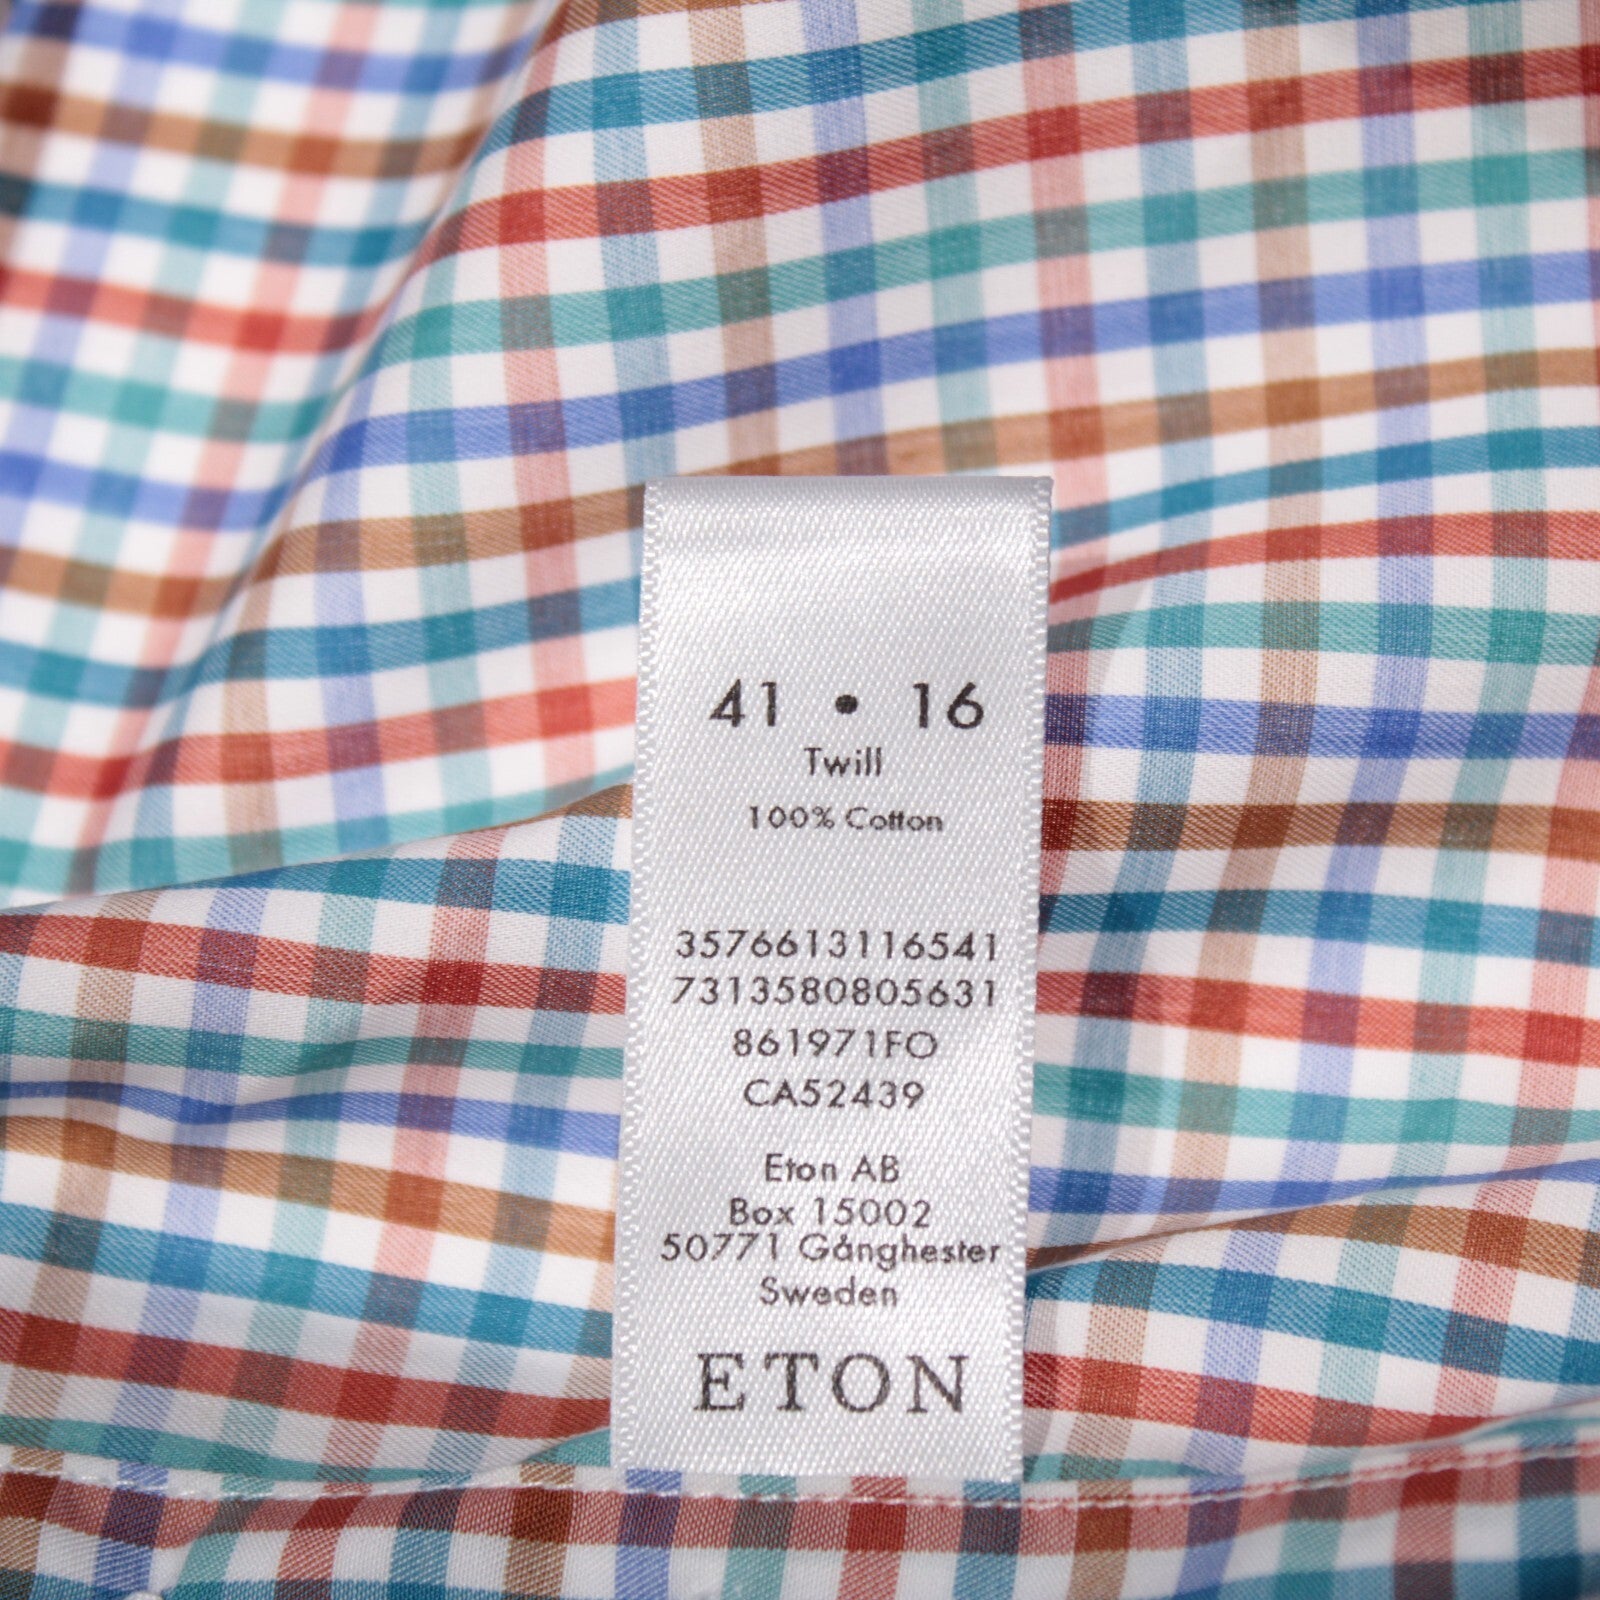 41 • 16
Twill
100% Cotton
3576613116541
7313580805631
861971FO
CA52439
Eton AB
Box 15002
50771 Gånghester
Sweden
ETON